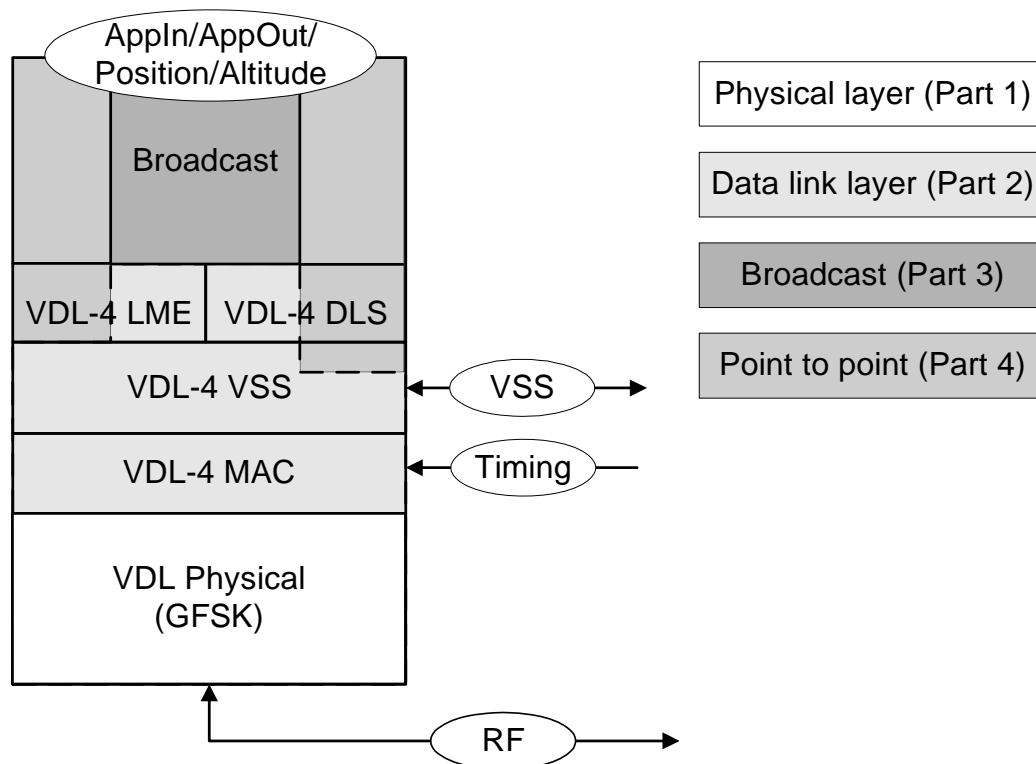 AppIn/AppOut/
Position/Altitude
Broadcast
VDL-4 LME
VDL-4 DLS
VDL-4 VSS
VSS
VDL-4 MAC
Timing
VDL Physical
(GFSK)
RF
Physical layer (Part 1)
Data link layer (Part 2)
Broadcast (Part 3)
Point to point (Part 4)